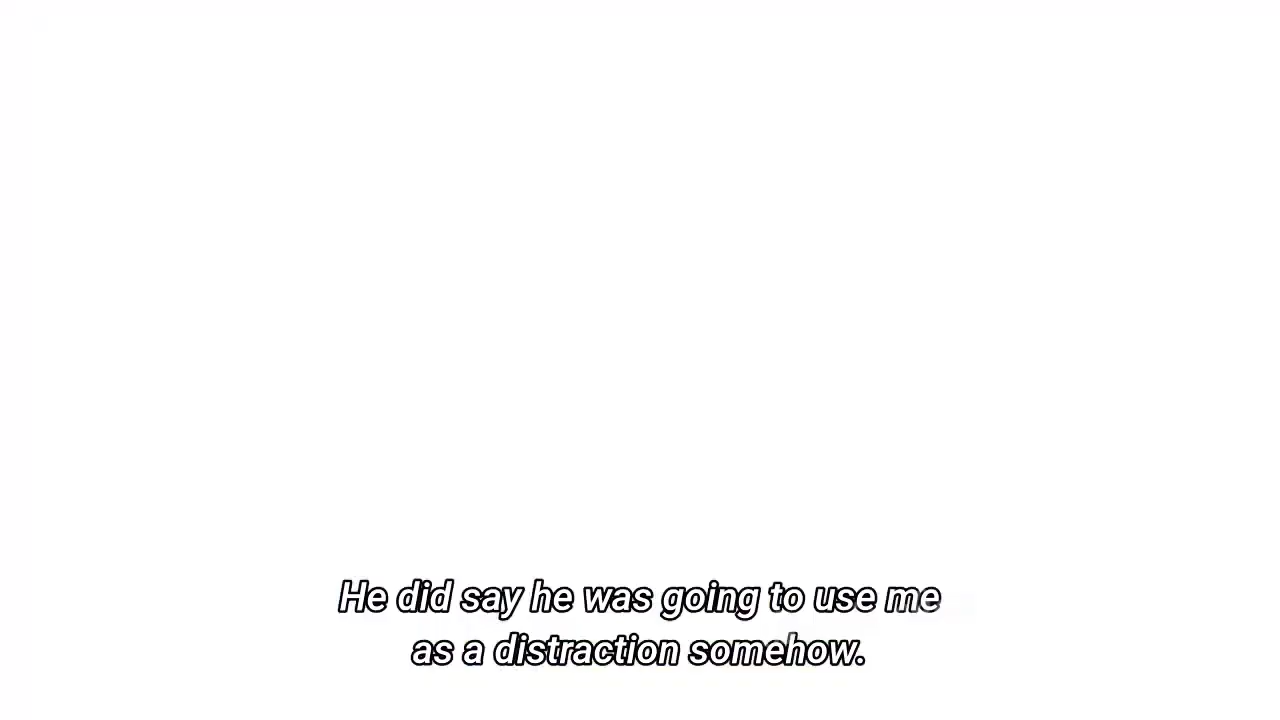 He did say he was going to use me
as a distraction somehow.